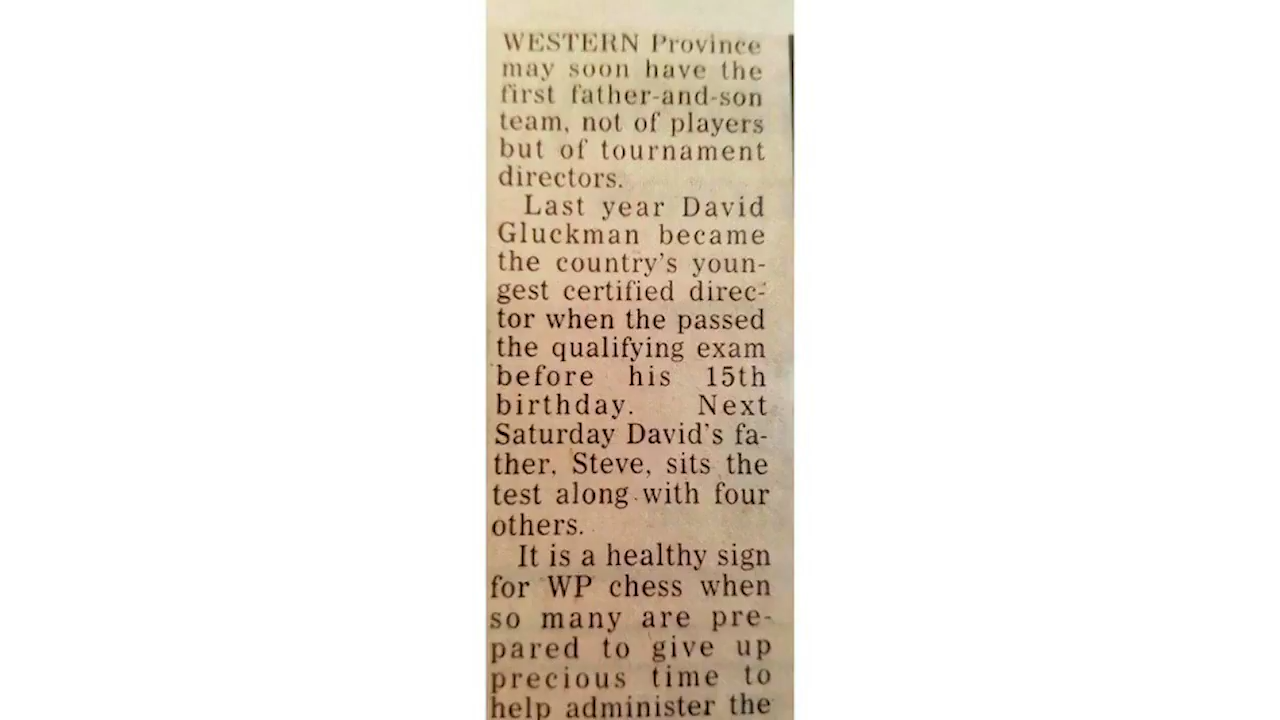 WESTERN Province
may soon have the
first father-and-son
team, not of players
but of tournament
directors.
Last year David
Gluckman became
the country's youn-
gest certified direc-
tor when the passed
the qualifying exam
before his 15th
birthday. Next
Saturday David's fa-
ther, Steve, sits the
test along with four
others.
It is a healthy sign
for WP chess when
so many are pre-
pared to give up
precious time to
help administer the